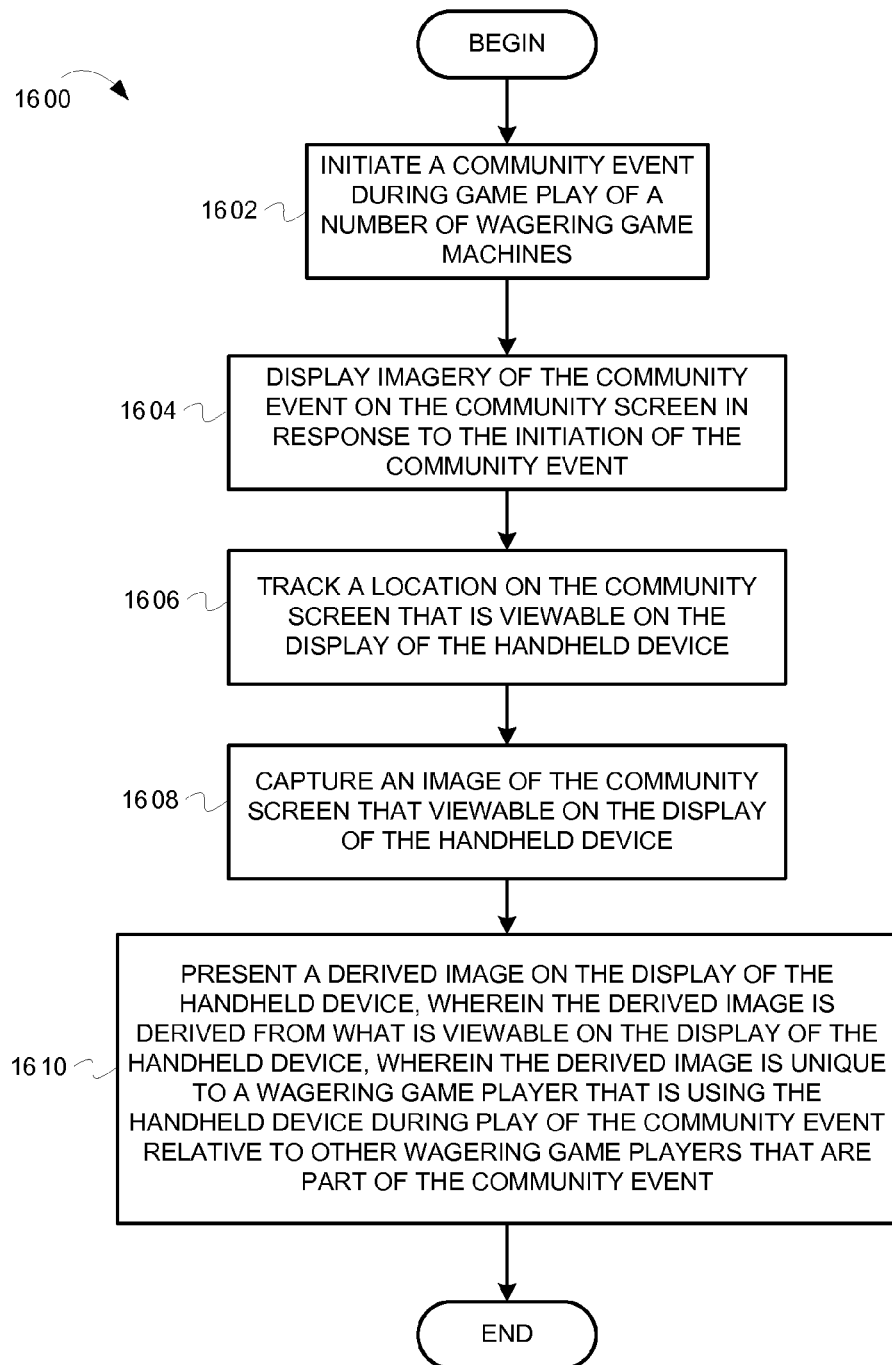 BEGIN
1600
INITIATE A COMMUNITY EVENT
DURING GAME PLAY OF A
NUMBER OF WAGERING GAME
MACHINES
1602
DISPLAY IMAGERY OF THE COMMUNITY
EVENT ON THE COMMUNITY SCREEN IN
RESPONSE TO THE INITIATION OF THE
COMMUNITY EVENT
1604
TRACK A LOCATION ON THE COMMUNITY
SCREEN THAT IS VIEWABLE ON THE
DISPLAY OF THE HANDHELD DEVICE
1606
CAPTURE AN IMAGE OF THE COMMUNITY
SCREEN THAT VIEWABLE ON THE DISPLAY
OF THE HANDHELD DEVICE
1608
PRESENT A DERIVED IMAGE ON THE DISPLAY OF THE
HANDHELD DEVICE, WHEREIN THE DERIVED IMAGE IS
DERIVED FROM WHAT IS VIEWABLE ON THE DISPLAY OF THE
HANDHELD DEVICE, WHEREIN THE DERIVED IMAGE IS UNIQUE
TO A WAGERING GAME PLAYER THAT IS USING THE
HANDHELD DEVICE DURING PLAY OF THE COMMUNITY EVENT
RELATIVE TO OTHER WAGERING GAME PLAYERS THAT ARE
PART OF THE COMMUNITY EVENT
1610
END